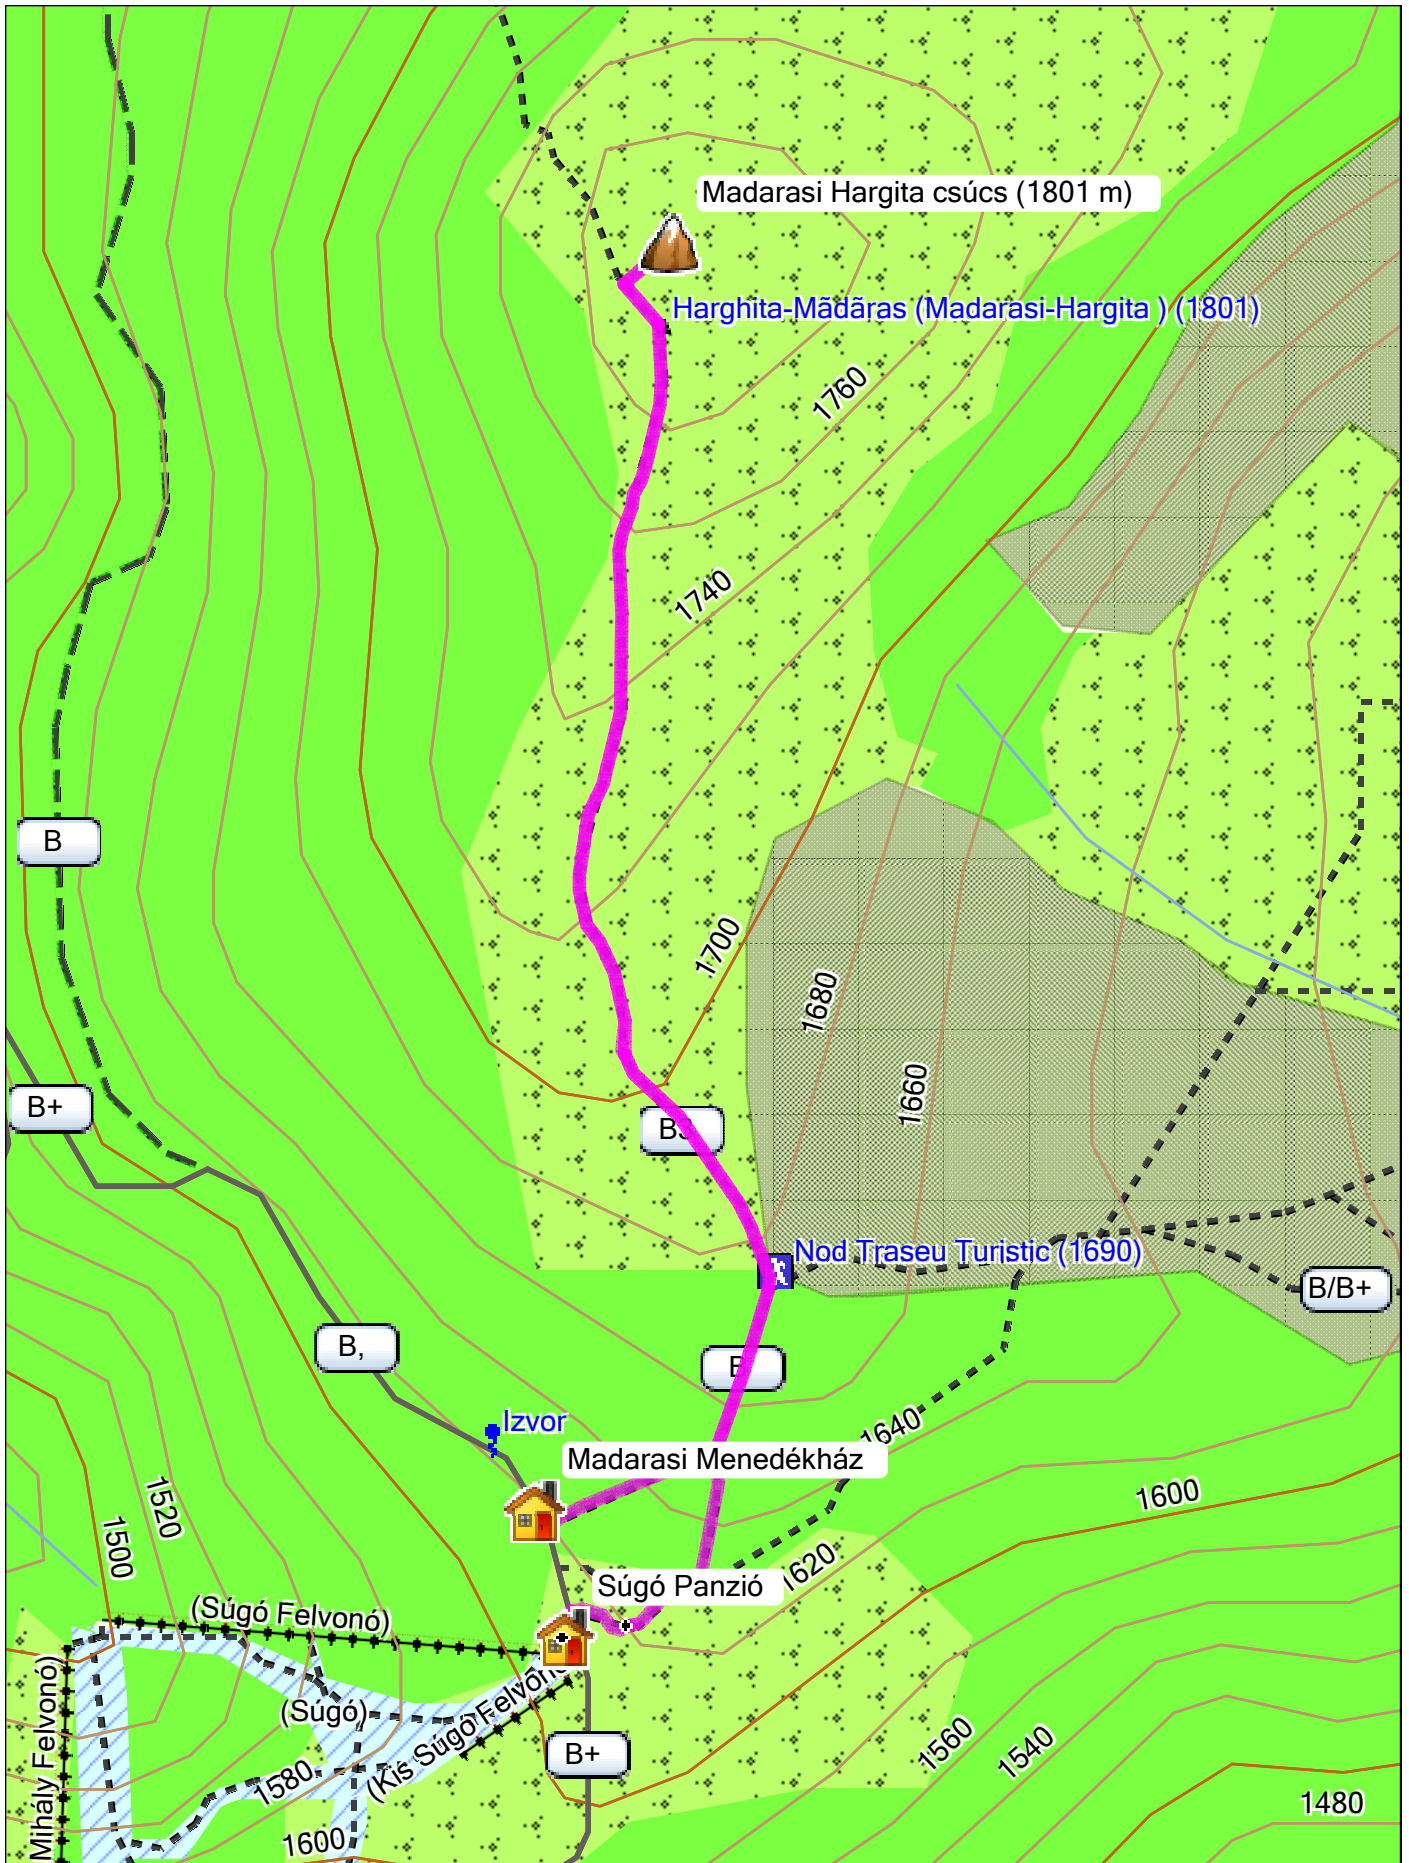 Madarasi Hargita csúcs (1801 m)
Harghita-Mãdãras (Madarasi-Hargita ) (1801)
1760
1740
B
1700
1680
1660
B+
Nod Traseu Turistic (1690)
B/B+
B,
Izvor
1640
Madarasi Menedékház
1600
1520
1500
1620
Súgó Panzió
(Súgó Felvonó)
Mihály Felvonó)
(Súgó)
(Kis Súgó Felvonó
B+
1560
1540
1580
1480
1600